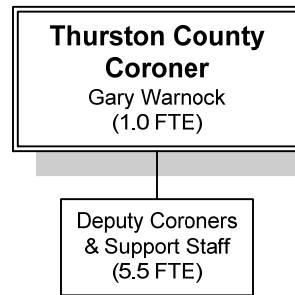 Thurston County
Coroner
Gary Warnock
(1.0 FTE)
Deputy Coroners
& Support Staff
(5.5 FTE)